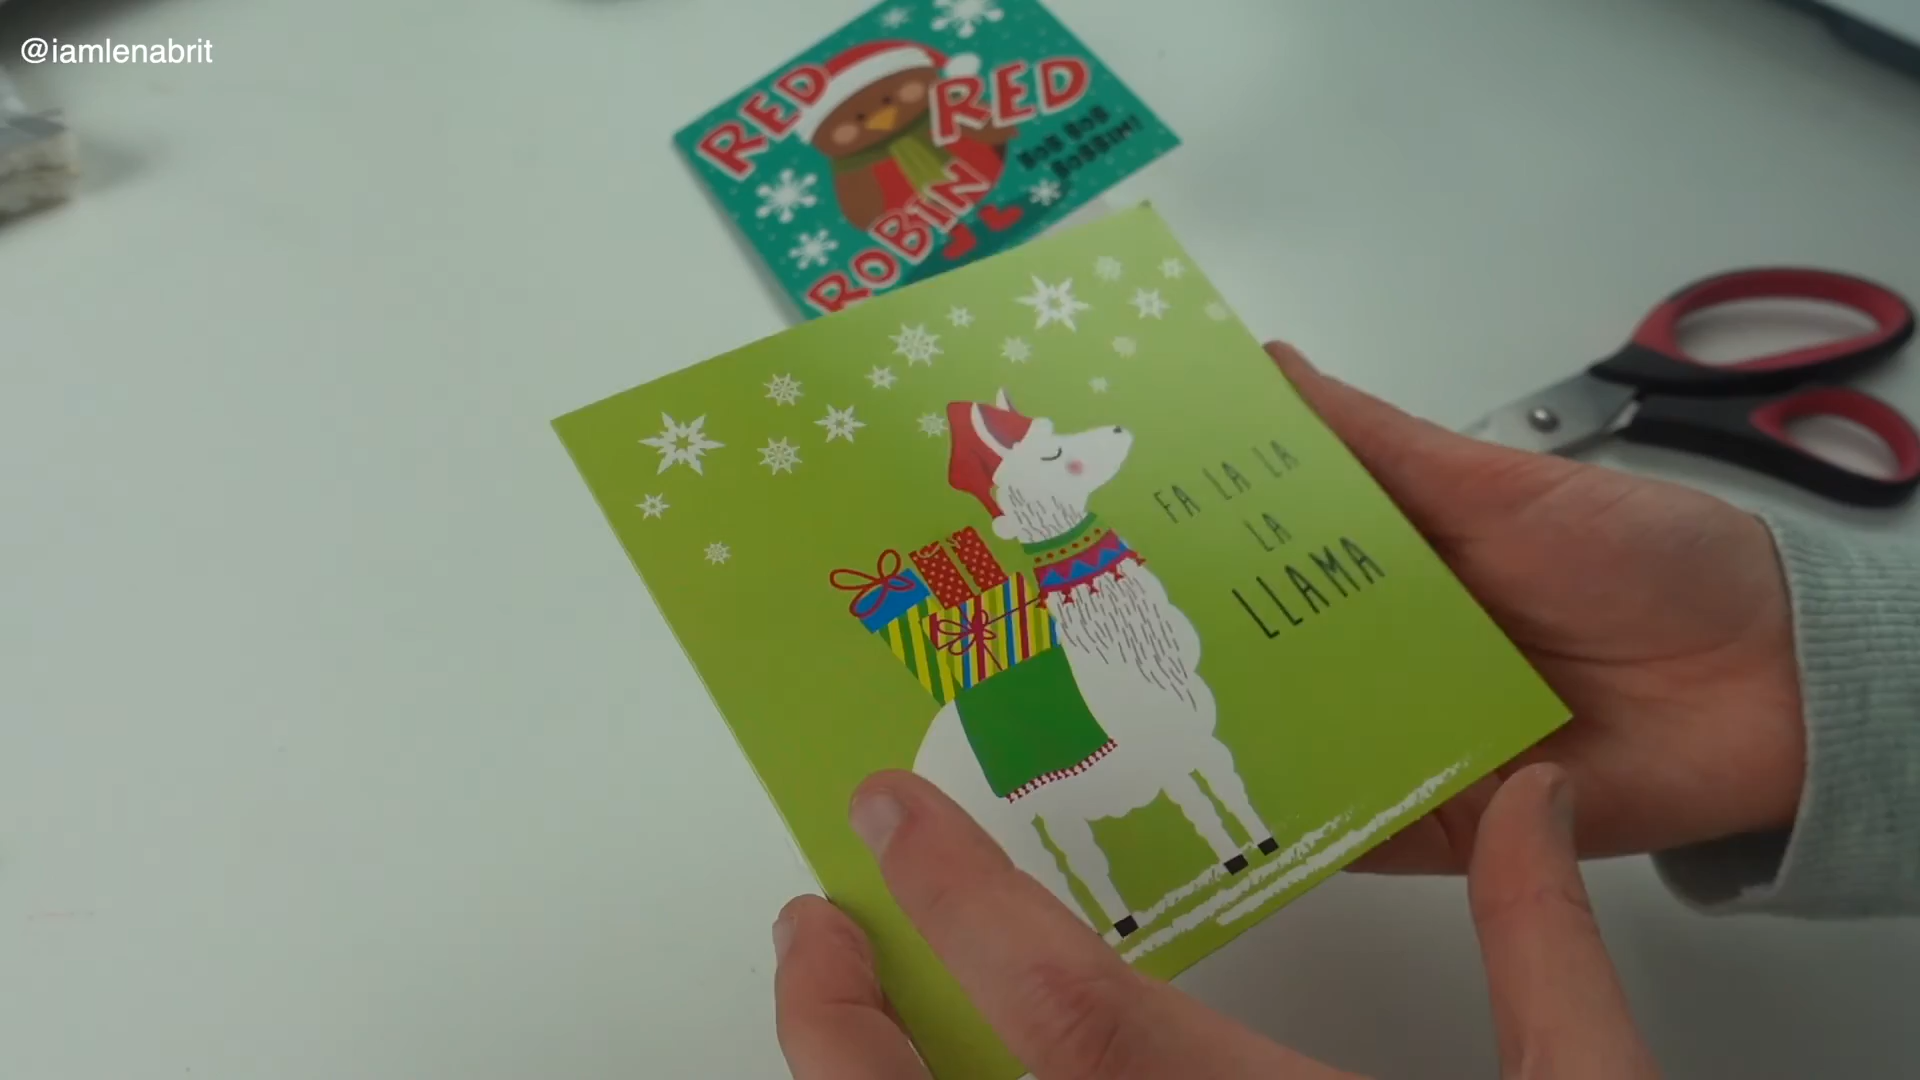 @iamlenabrit
RED RED
ROBIN
BOB BOB
BOBBIN!
FA LA LA
LA
LLAMA